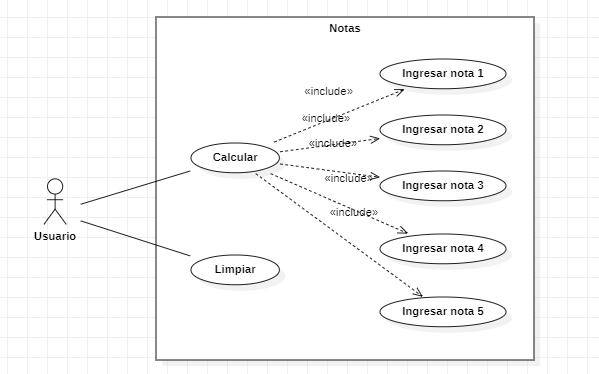 Notas
«include»
Ingresar nota 1
«include»
Ingresar nota 2
«include»
Calcular
«include»
Ingresar nota 3
«include»
Usuario
Ingresar nota 4
Limpiar
Ingresar nota 5